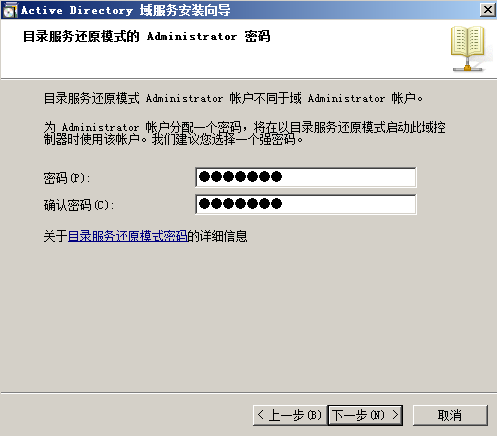 Active Directory 域服务安装向导
目录服务还原模式的 Administrator 密码
目录服务还原模式 Administrator 帐户不同于域 Administrator 帐户。
为 Administrator 帐户分配一个密码，将在以目录服务还原模式启动此域控
制器时使用该帐户。我们建议您选择一个强密码。
密码(P):
●●●●●●●
确认密码(C):
●●●●●●●
关于目录服务还原模式密码的详细信息
< 上一步(B) 下一步(N) > 取消